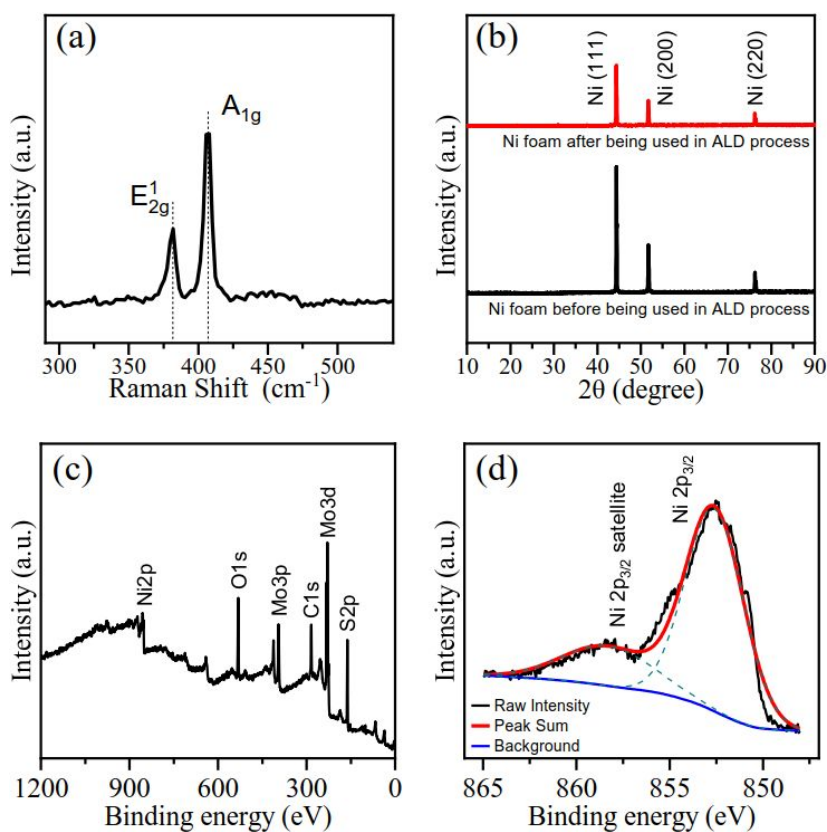 (a)
A1g
E12g
Intensity (a.u.)
300 350 400 450 500
Raman Shift (cm-1)
(b)
Ni (111)
Ni (200)
Ni (220)
Ni foam after being used in ALD process
Ni foam before being used in ALD process
Intensity (a.u.)
10 20 30 40 50 60 70 80 90
2θ (degree)
(c)
Ni2p
O1s
Mo3p
C1s
Mo3d
S2p
Intensity (a.u.)
1200 900 600 300 0
Binding energy (eV)
(d)
Ni 2p3/2 satellite
Ni 2p3/2
Raw Intensity
Peak Sum
Background
Intensity (a.u.)
865 860 855 850
Binding energy (eV)